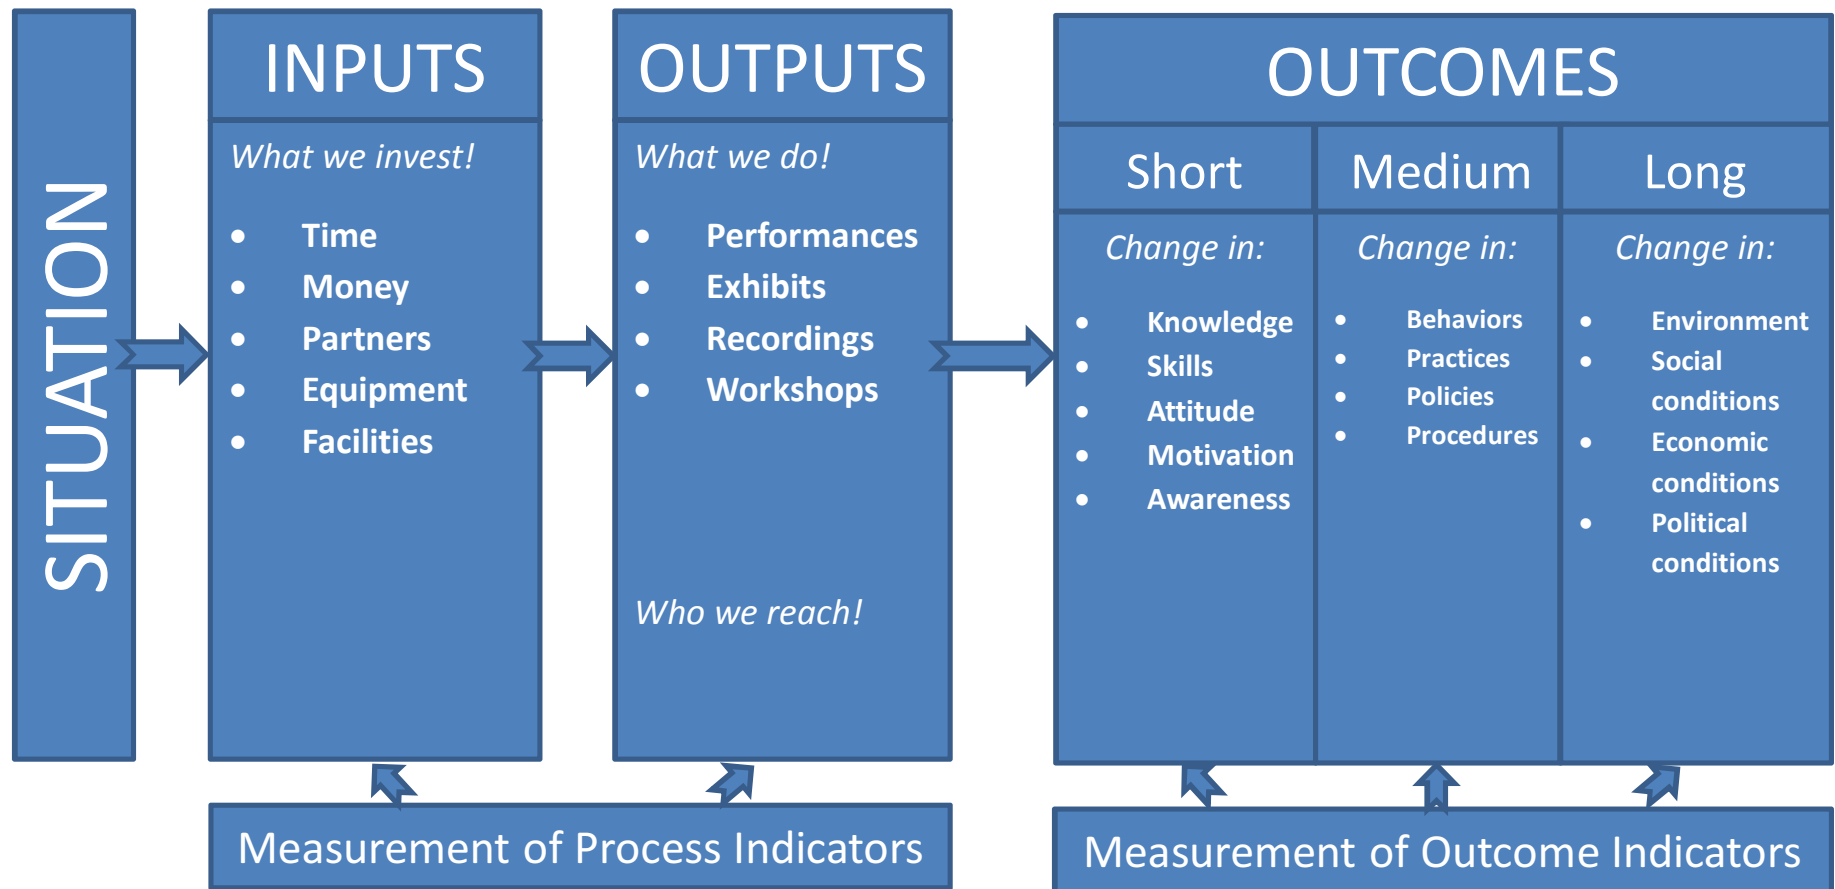 SITUATION
INPUTS
What we invest!
• Time
• Money
• Partners
• Equipment
• Facilities
OUTPUTS
What we do!
• Performances
• Exhibits
• Recordings
• Workshops
Who we reach!
OUTCOMES
Short
Change in:
• Knowledge
• Skills
• Attitude
• Motivation
• Awareness
Medium
Change in:
• Behaviors
• Practices
• Policies
• Procedures
Long
Change in:
• Environment
• Social
conditions
• Economic
conditions
• Political
conditions
Measurement of Process Indicators
Measurement of Outcome Indicators